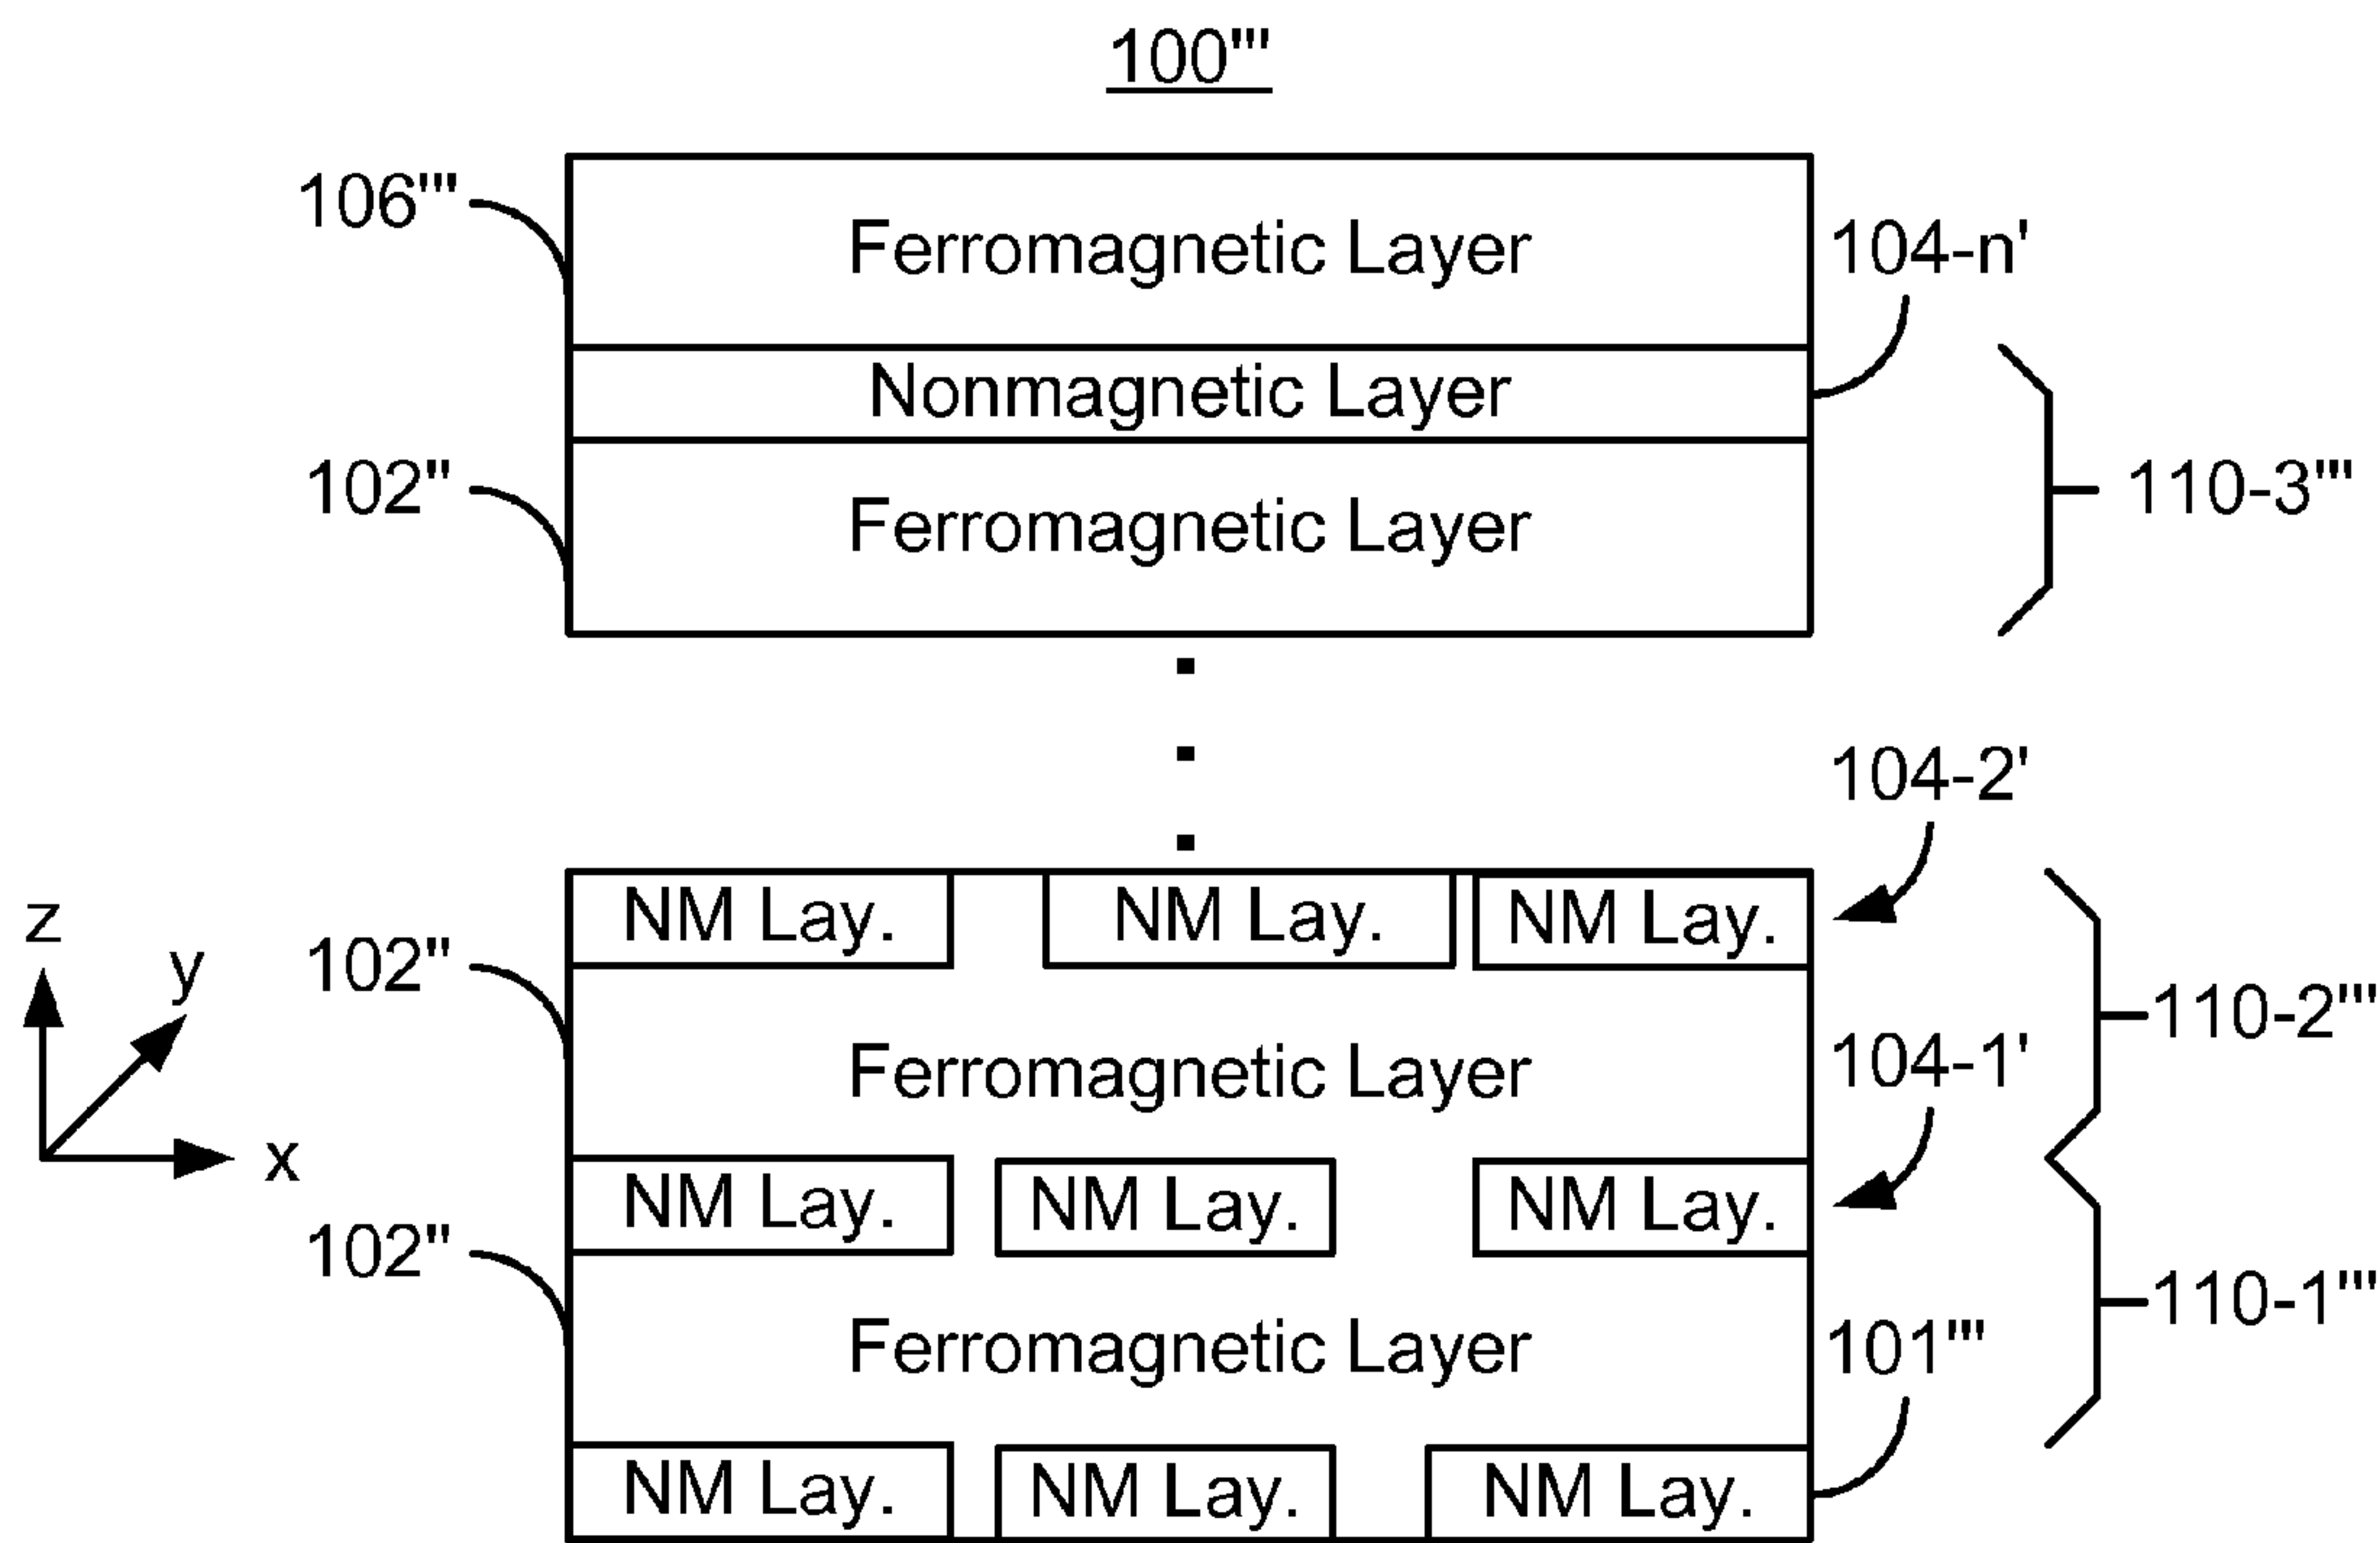 100'''
106'''
Ferromagnetic Layer
104-n'
Nonmagnetic Layer
102''
Ferromagnetic Layer
110-3'''
104-2'
NM Lay. NM Lay. NM Lay.
z
y
x
102''
110-2'''
Ferromagnetic Layer
104-1'
NM Lay. NM Lay. NM Lay.
102''
110-1'''
Ferromagnetic Layer
101'''
NM Lay. NM Lay. NM Lay.